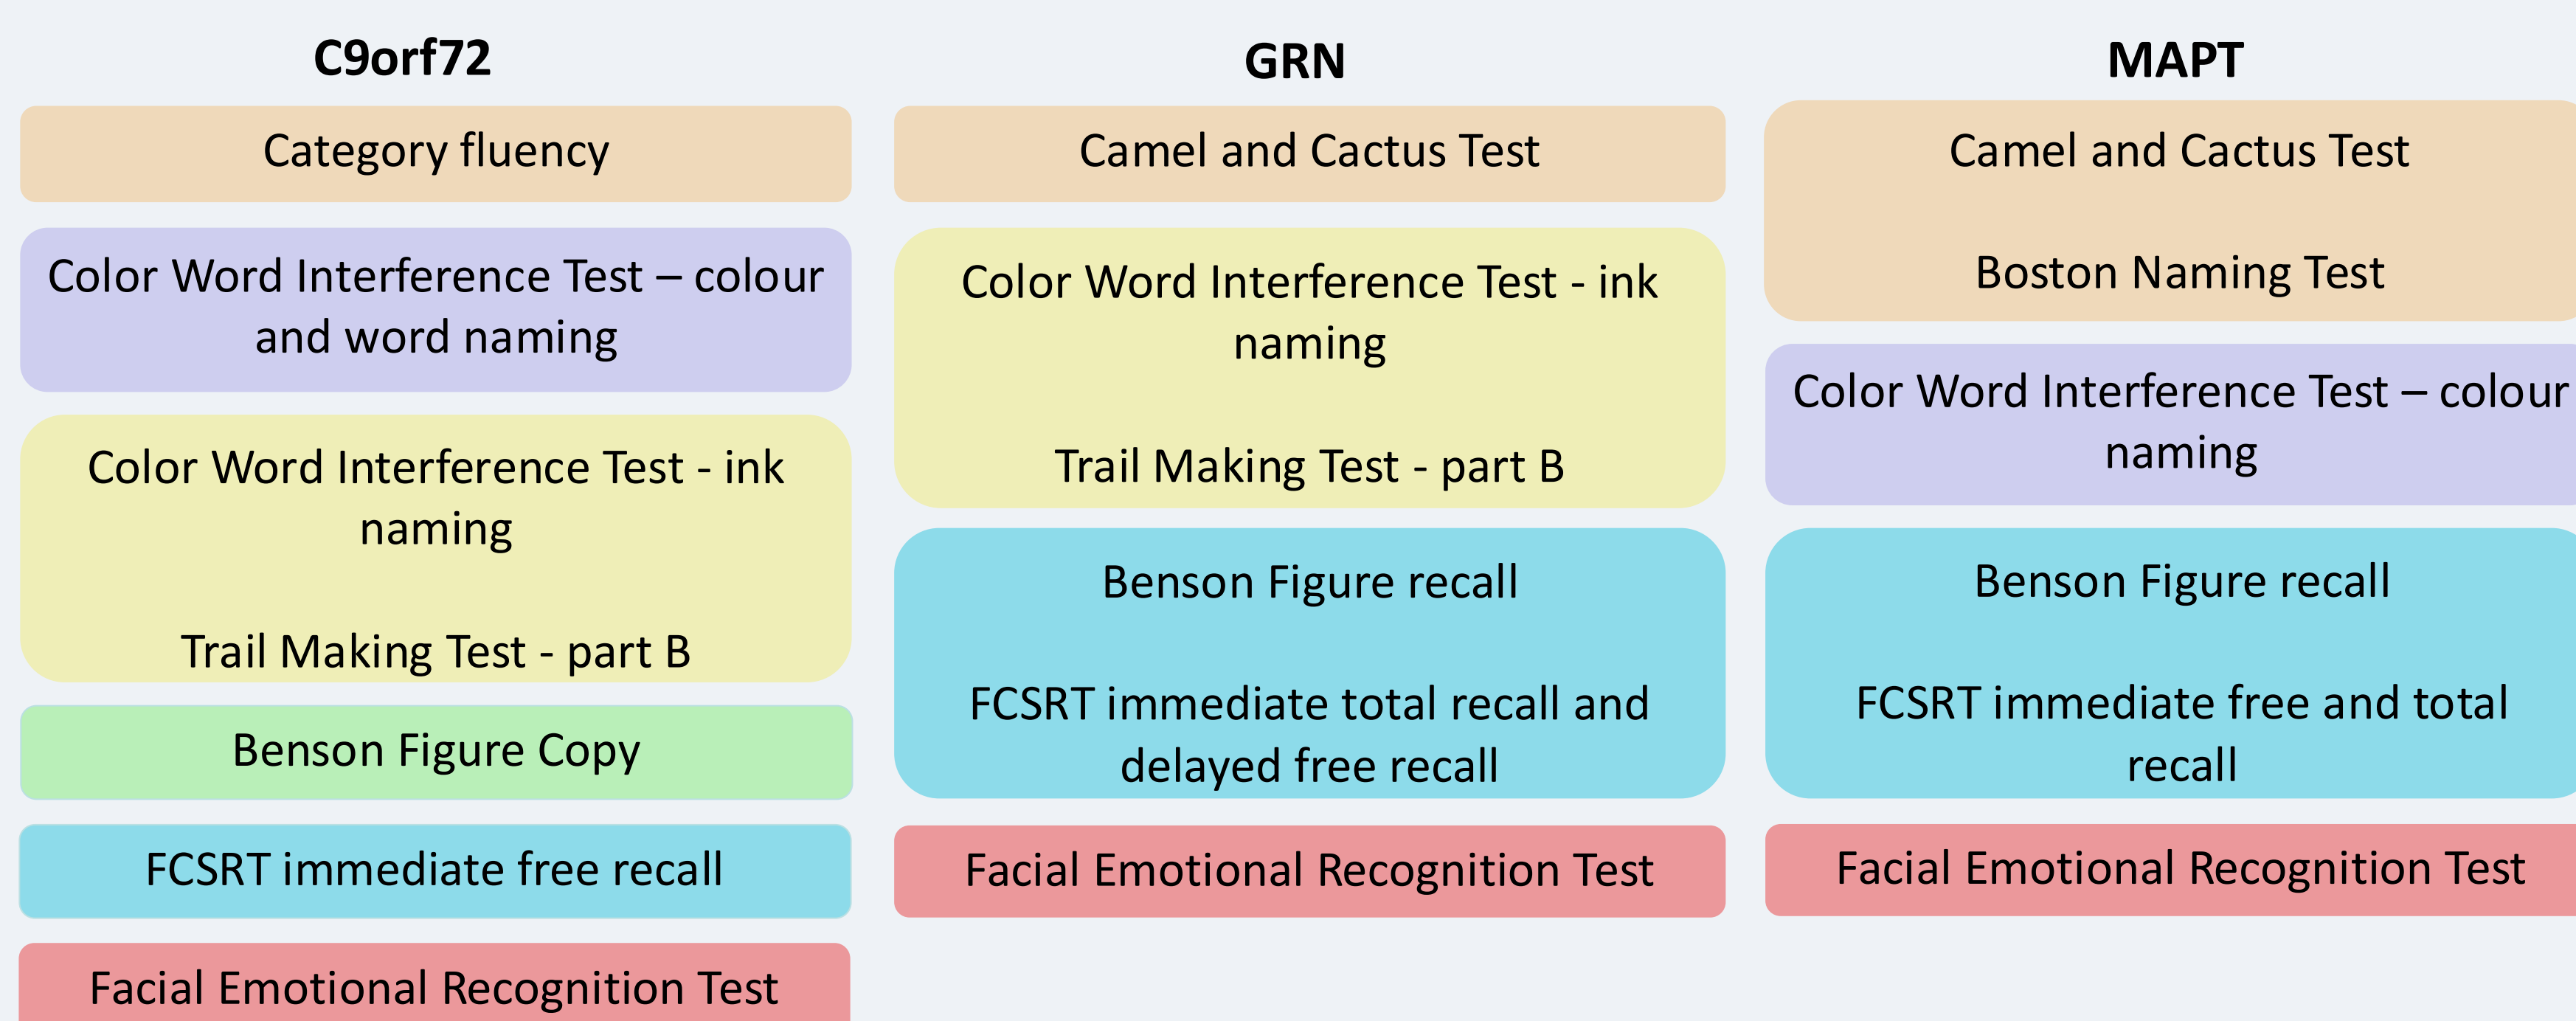 C9orf72
Category fluency
Color Word Interference Test – colour
and word naming
Color Word Interference Test - ink
naming
Trail Making Test - part B
Benson Figure Copy
FCSRT immediate free recall
Facial Emotional Recognition Test
GRN
Camel and Cactus Test
Color Word Interference Test - ink
naming
Trail Making Test - part B
Benson Figure recall
FCSRT immediate total recall and
delayed free recall
Facial Emotional Recognition Test
MAPT
Camel and Cactus Test
Boston Naming Test
Color Word Interference Test – colour
naming
Benson Figure recall
FCSRT immediate free and total
recall
Facial Emotional Recognition Test